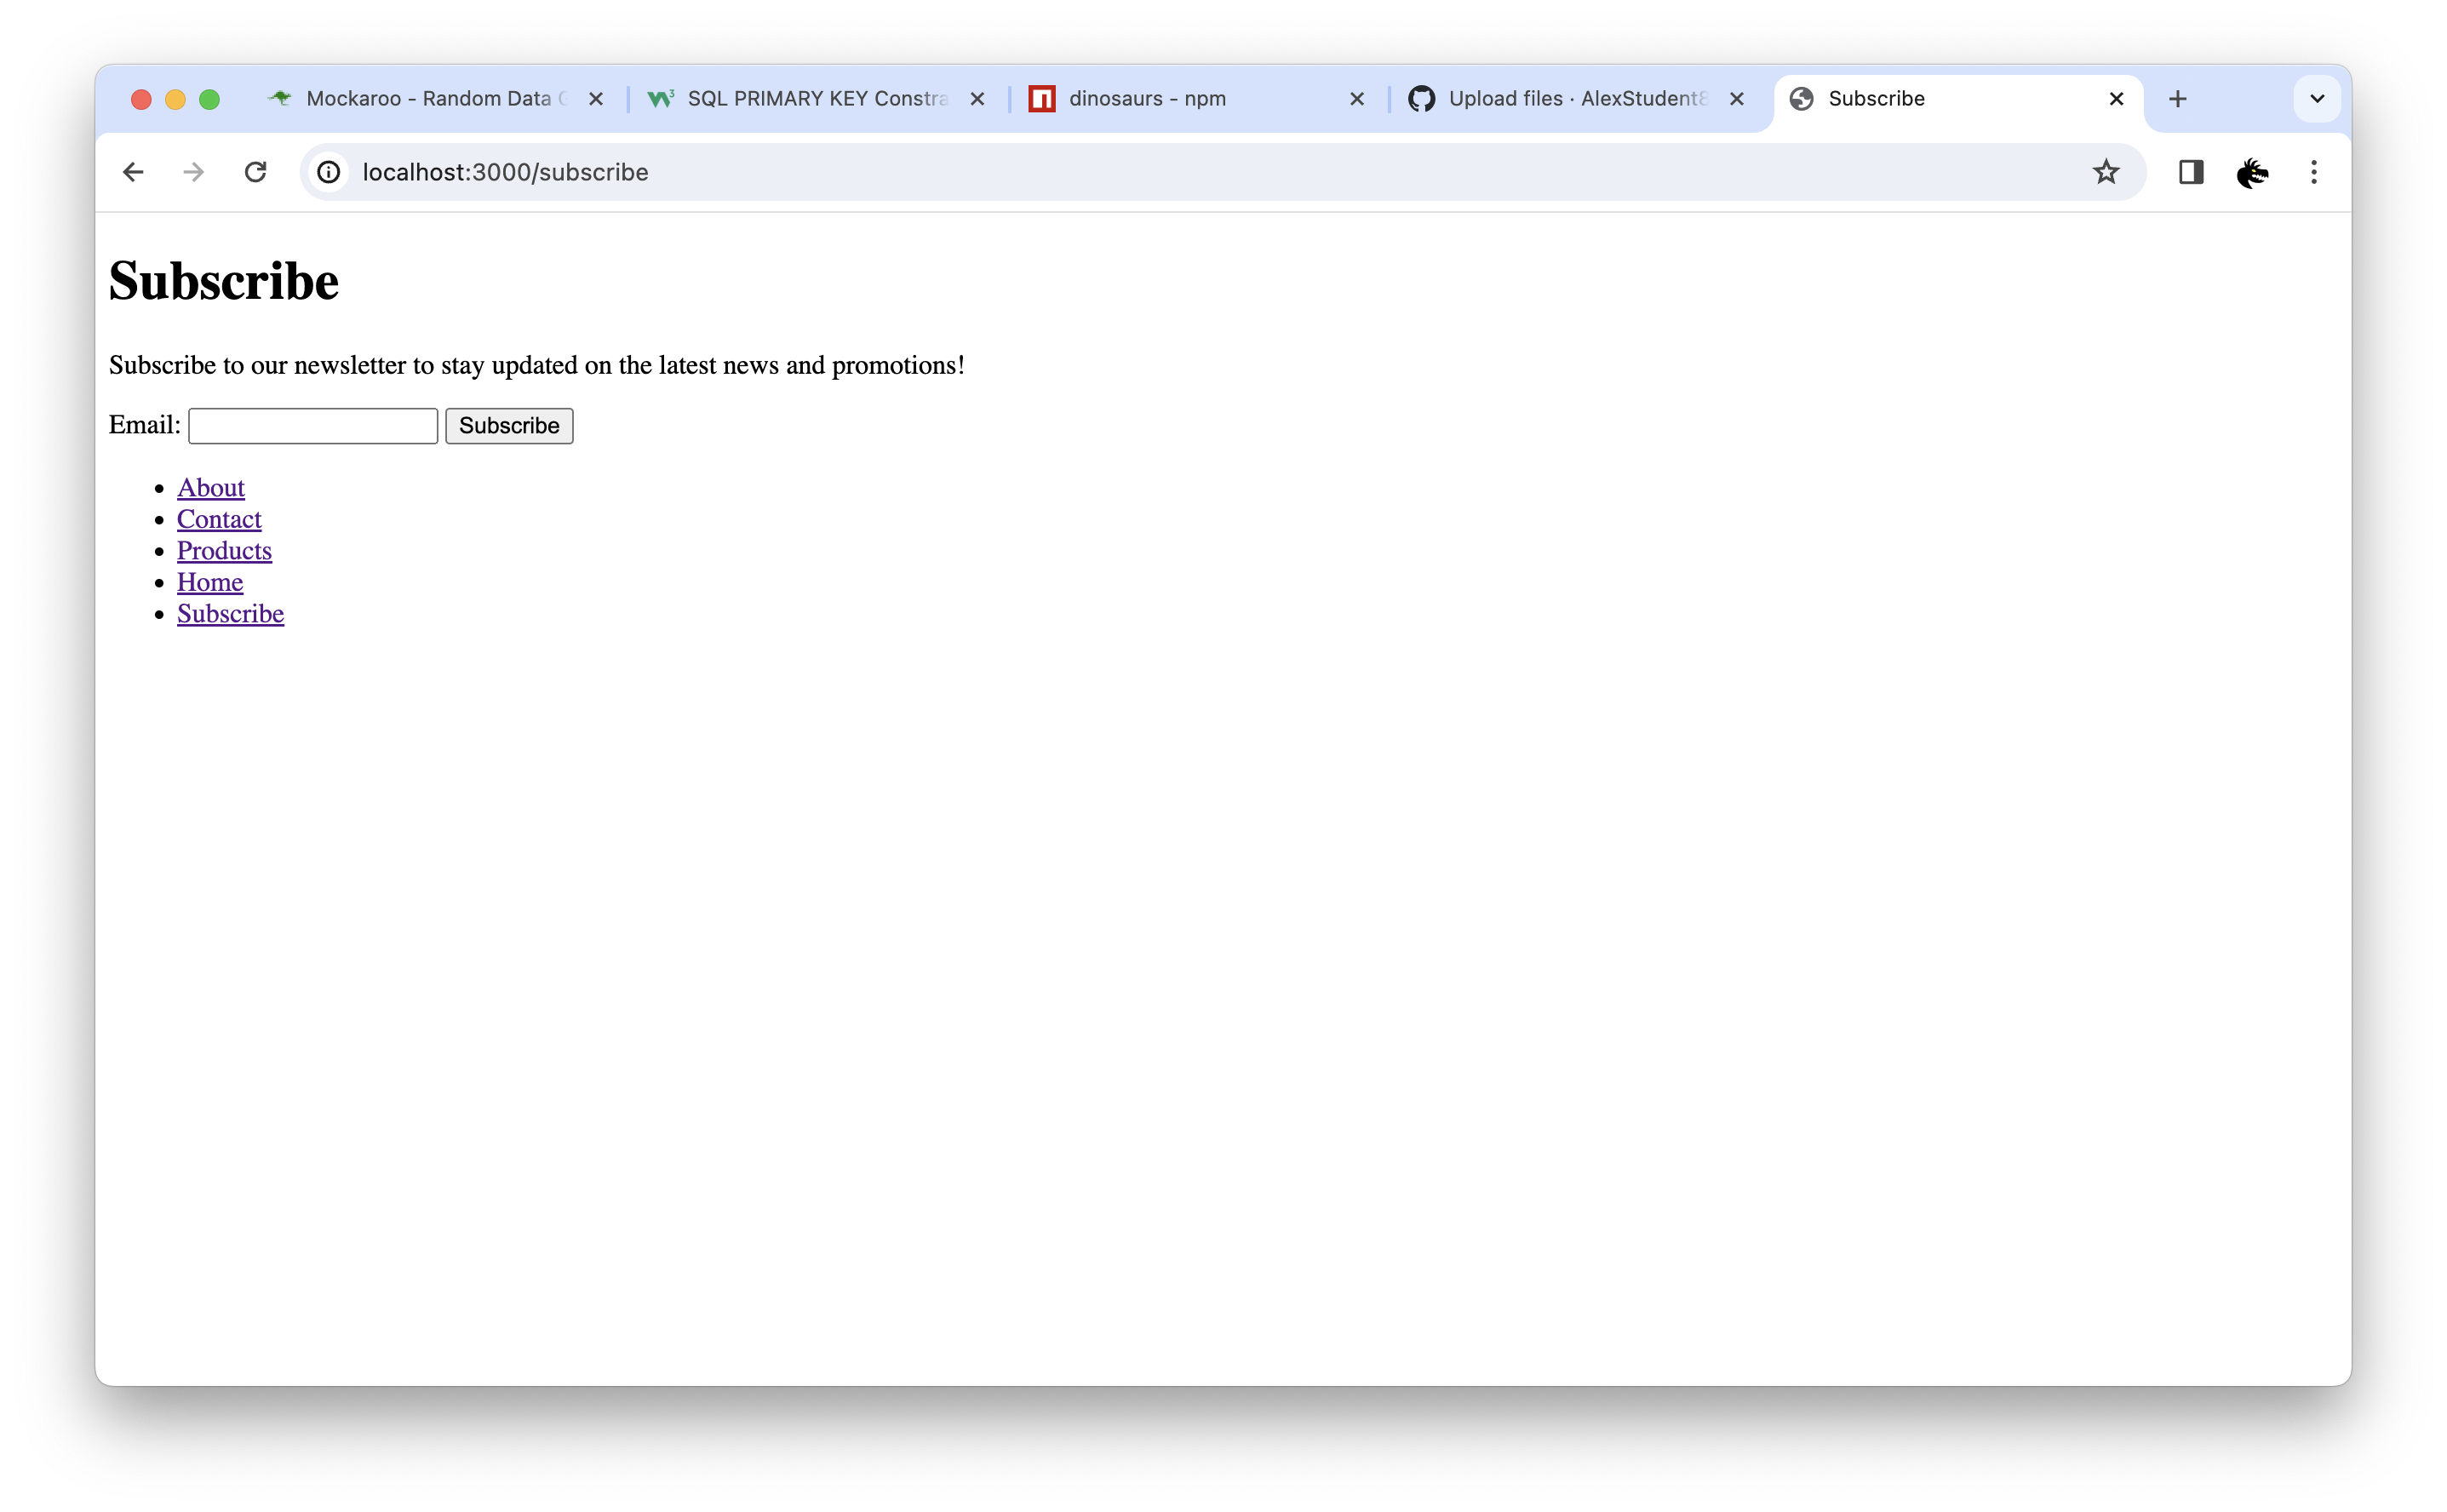 Mockaroo - Random Data
SQL PRIMARY KEY Constra
dinosaurs - npm
Upload files · AlexStudent8
Subscribe
localhost:3000/subscribe
Subscribe
Subscribe to our newsletter to stay updated on the latest news and promotions!
Email: Subscribe
About
Contact
Products
Home
Subscribe